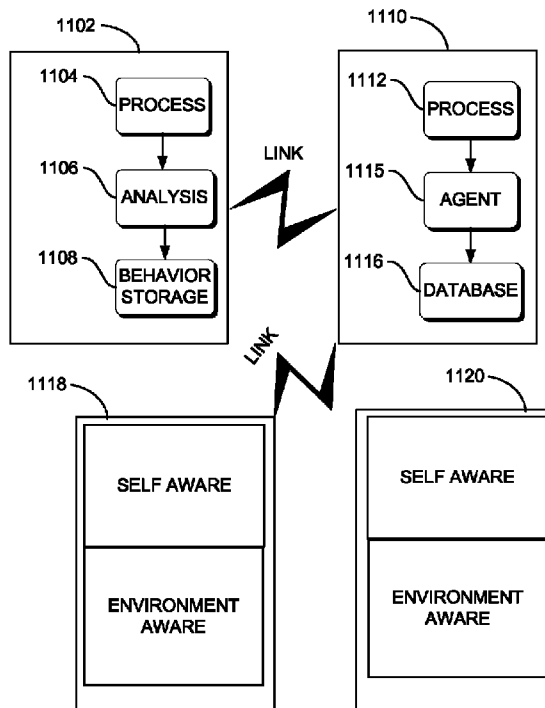 1102
1104
PROCESS
1106
ANALYSIS
1108
BEHAVIOR
STORAGE
LINK
1110
1112
PROCESS
1115
AGENT
1116
DATABASE
LINK
1118
SELF AWARE
ENVIRONMENT
AWARE
1120
SELF AWARE
ENVIRONMENT
AWARE